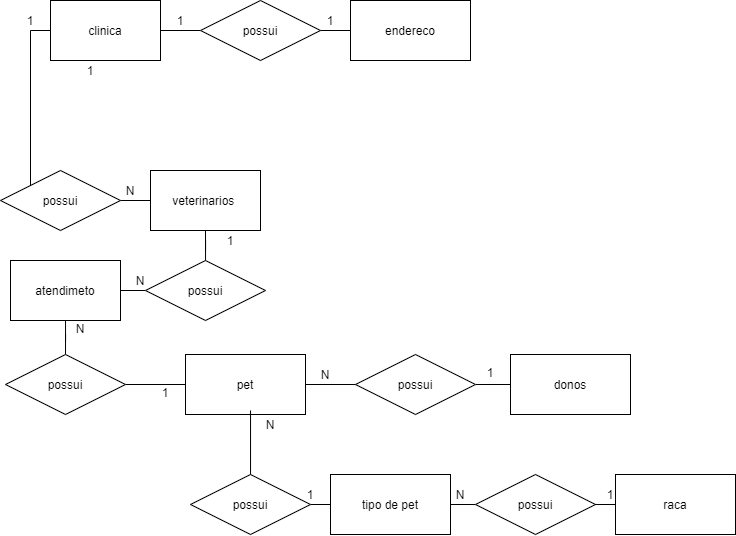 1
clinica
1
possui
1
endereco
1
possui
N
veterinarios
1
atendimeto
N
possui
N
possui
1
pet
N
possui
1
donos
N
possui
1
tipo de pet
N
possui
1
raca